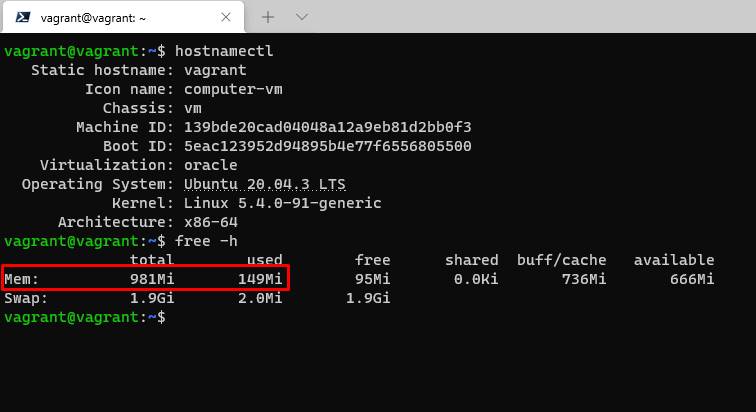 vagrant@vagrant: ~
vagrant@vagrant:~$ hostnamectl
Static hostname: vagrant
Icon name: computer-vm
Chassis: vm
Machine ID: 139bde20cad04048a12a9eb81d2bb0f3
Boot ID: 5eac123952d94895b4e77f6556805500
Virtualization: oracle
Operating System: Ubuntu 20.04.3 LTS
Kernel: Linux 5.4.0-91-generic
Architecture: x86-64
vagrant@vagrant:~$ free -h
total used free shared buff/cache available
Mem: 981Mi 149Mi 95Mi 0.0Ki 736Mi 666Mi
Swap: 1.9Gi 2.0Mi 1.9Gi
vagrant@vagrant:~$